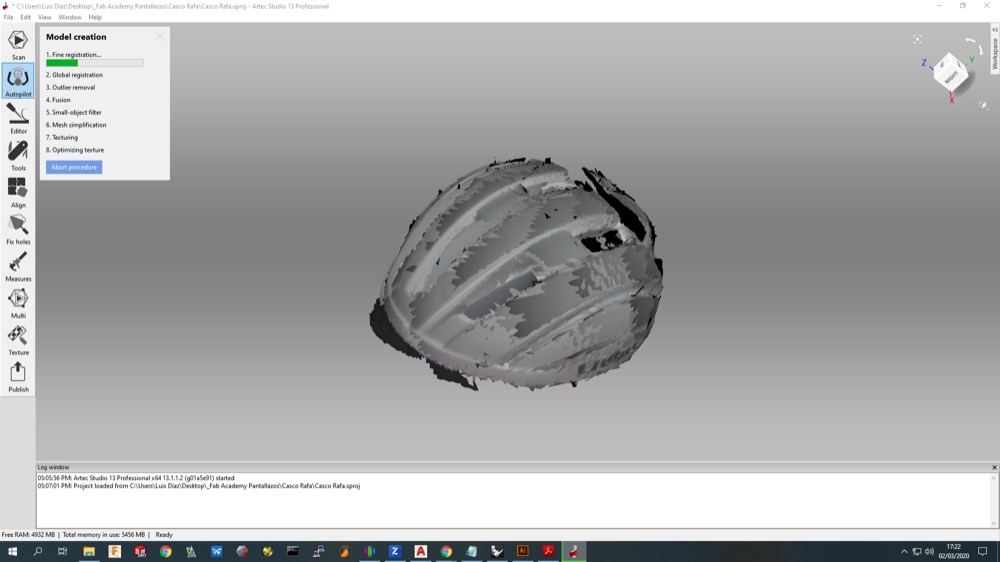 * C:\Users\Luis Díaz\Desktop\_Fab Academy Pantallazos\Casco Rafa\Casco Rafa.sproj - Artec Studio 13 Professional
File Edit View Window Help
Scan
Autopilot
Editor
Tools
Align
Fix holes
Measures
Multi
Texture
Publish
Model creation
1. Fine registration...
2. Global registration
3. Outlier removal
4. Fusion
5. Small-object filter
6. Mesh simplification
7. Texturing
8. Optimizing texture
Abort procedure
Z
Y
X
RIGHT
Workspace
Log window
05:05:56 PM: Artec Studio 13 Professional x64 13.1.1.2 (g01a5e91) started
05:07:01 PM: Project loaded from C:\Users\Luis Díaz\Desktop\_Fab Academy Pantallazos\Casco Rafa\Casco Rafa.sproj
Free RAM: 4932 MB | Total memory in use: 5456 MB | Ready
17:22
02/03/2020